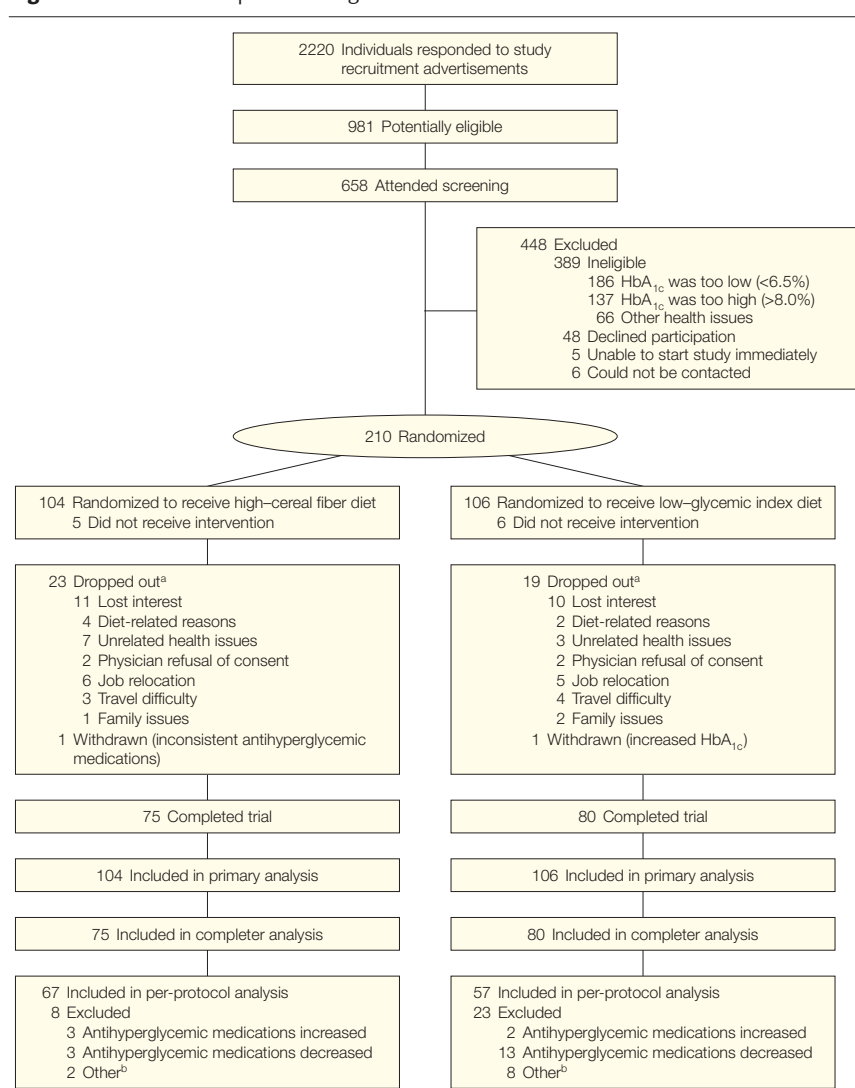 2220 Individuals responded to study
recruitment advertisements
981 Potentially eligible
658 Attended screening
448 Excluded
389 Ineligible
186 HbA1c was too low (<6.5%)
137 HbA1c was too high (>8.0%)
66 Other health issues
48 Declined participation
5 Unable to start study immediately
6 Could not be contacted
210 Randomized
104 Randomized to receive high–cereal fiber diet
5 Did not receive intervention
23 Dropped outa
11 Lost interest
4 Diet-related reasons
7 Unrelated health issues
2 Physician refusal of consent
6 Job relocation
3 Travel difficulty
1 Family issues
1 Withdrawn (inconsistent antihyperglycemic
medications)
75 Completed trial
104 Included in primary analysis
75 Included in completer analysis
67 Included in per-protocol analysis
8 Excluded
3 Antihyperglycemic medications increased
3 Antihyperglycemic medications decreased
2 Otherb
106 Randomized to receive low–glycemic index diet
6 Did not receive intervention
19 Dropped outa
10 Lost interest
2 Diet-related reasons
3 Unrelated health issues
2 Physician refusal of consent
5 Job relocation
4 Travel difficulty
2 Family issues
1 Withdrawn (increased HbA1c)
80 Completed trial
106 Included in primary analysis
80 Included in completer analysis
57 Included in per-protocol analysis
23 Excluded
2 Antihyperglycemic medications increased
13 Antihyperglycemic medications decreased
8 Otherb